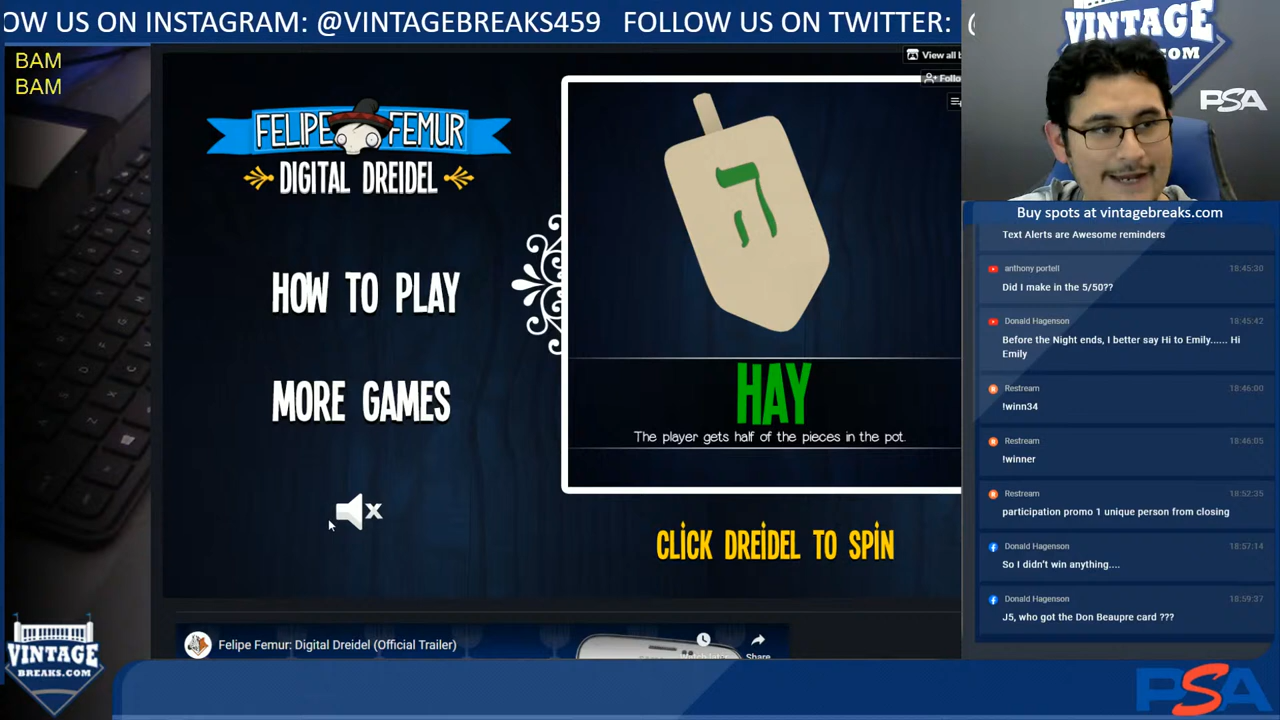 OW US ON INSTAGRAM: @VINTAGEBREAKS459 FOLLOW US ON TWITTER:
BAM
BAM
View all b
Follo
FELIPE FEMUR
DIGITAL DREIDEL
HOW TO PLAY
MORE GAMES
ה
HAY
The player gets half of the pieces in the pot.
CLICK DREIDEL TO SPIN
Felipe Femur: Digital Dreidel (Official Trailer)
Share
VINTAGE
BREAKS.COM
VINTAGE
.COM
PSA
Buy spots at vintagebreaks.com
Text Alerts are Awesome reminders
anthony portell 18:45:30
Did I make in the 5/50??
Donald Hagenson 18:45:42
Before the Night ends, I better say Hi to Emily...... Hi
Emily
Restream 18:46:00
!winn34
Restream 18:46:05
!winner
Restream 18:52:35
participation promo 1 unique person from closing
Donald Hagenson 18:57:14
So I didn't win anything....
Donald Hagenson 18:59:37
J5, who got the Don Beaupre card ???
PSA